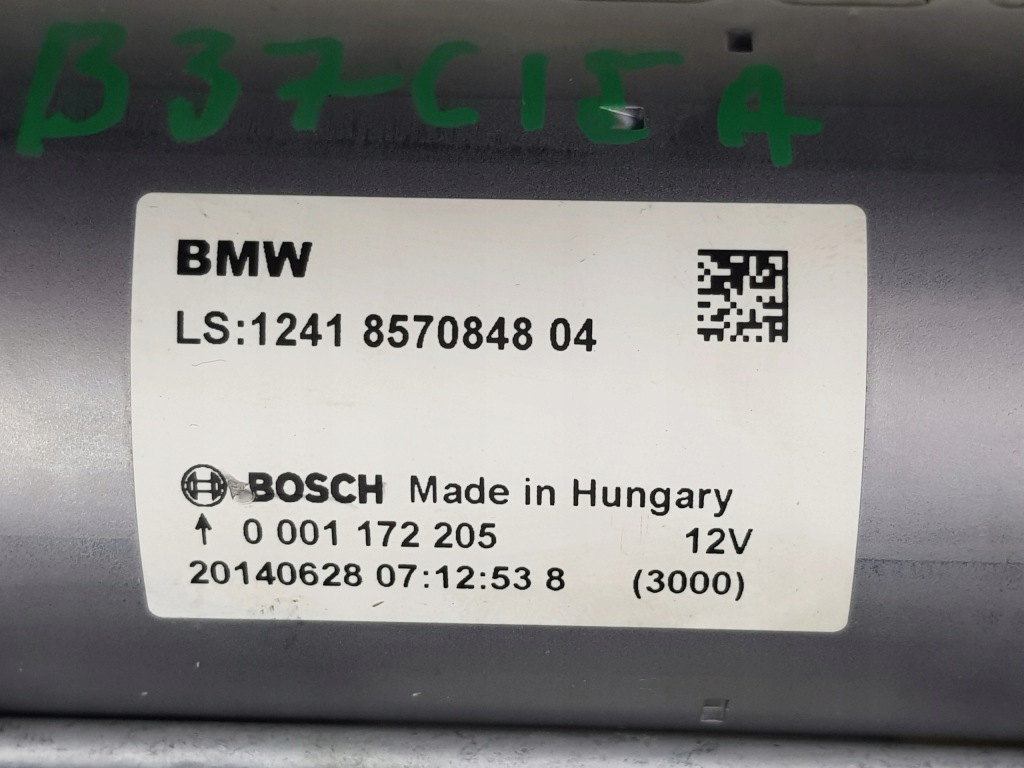 B37C15A
BMW
LS:1241 8570848 04
BOSCH Made in Hungary
↑ 0 001 172 205 12V
20140628 07:12:53 8 (3000)